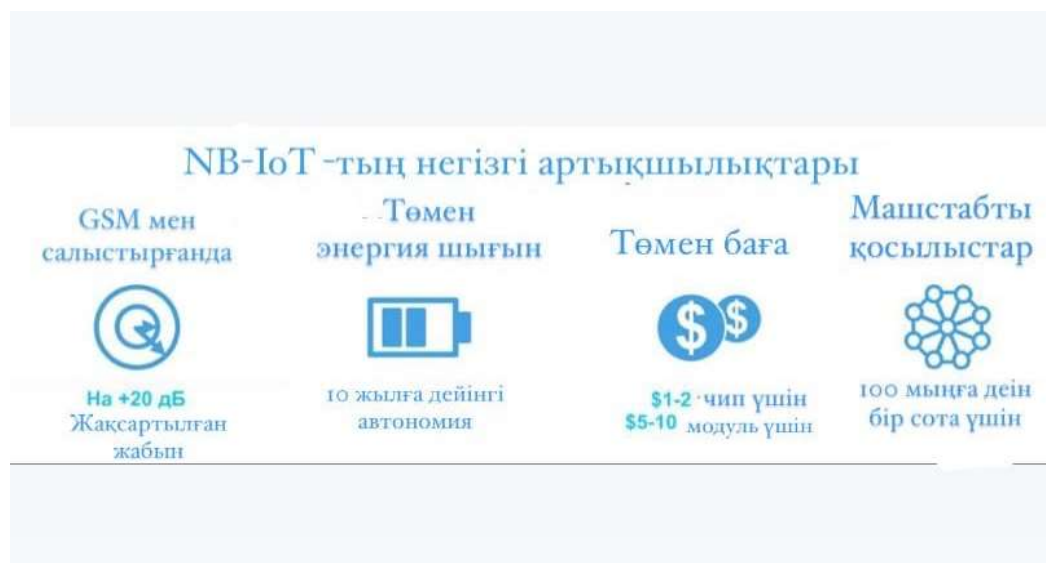 NB-IoT -тың негізгі артықшылықтары
GSM мен
салыстырғанда
На +20 дБ
Жақсартылған
жабын
Төмен
энергия шығын
10 жылға дейінгі
автономия
Төмен баға
$ $
$1-2 чип үшін
$5-10 модуль үшін
Машстабты
қосылыстар
100 мыңға деін
бір сота үшін